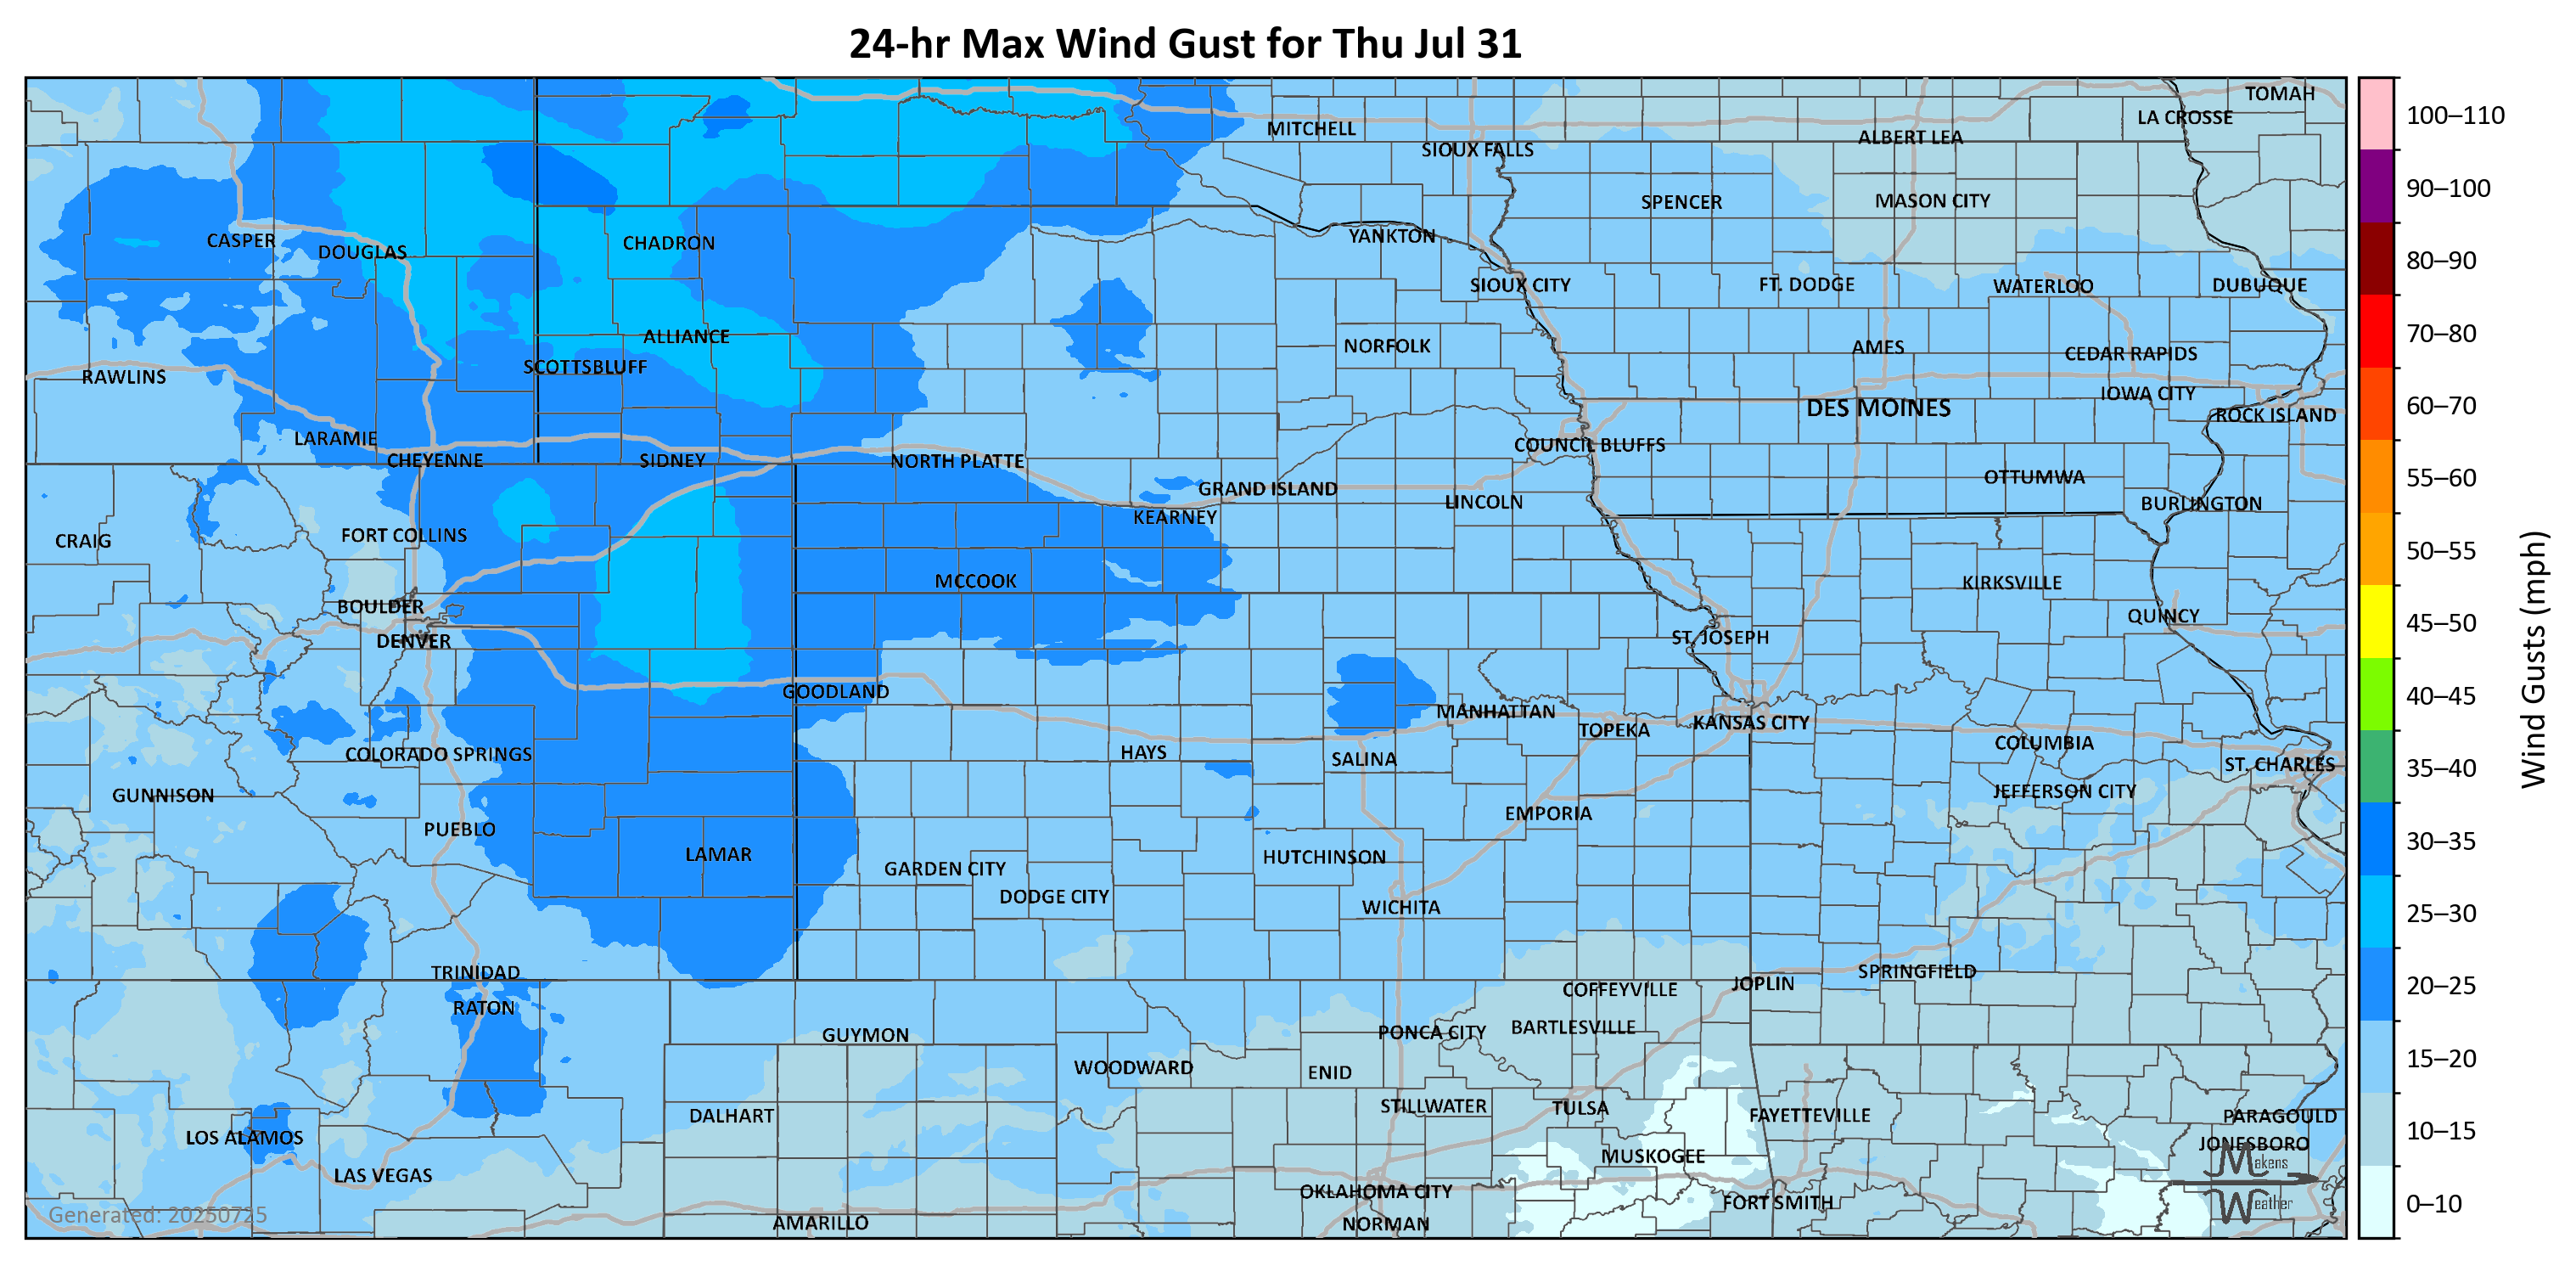 24-hr Max Wind Gust for Thu Jul 31
TOMAH
LA CROSSE
MITCHELL
ALBERT LEA
SIOUX FALLS
SPENCER
MASON CITY
CASPER
DOUGLAS
CHADRON
YANKTON
SIOUX CITY
FT. DODGE
WATERLOO
DUBUQUE
ALLIANCE
NORFOLK
AMES
CEDAR RAPIDS
SCOTTSBLUFF
RAWLINS
IOWA CITY
DES MOINES
ROCK ISLAND
LARAMIE
COUNCIL BLUFFS
CHEYENNE
SIDNEY
NORTH PLATTE
OTTUMWA
GRAND ISLAND
LINCOLN
BURLINGTON
KEARNEY
FORT COLLINS
CRAIG
MCCOOK
KIRKSVILLE
BOULDER
QUINCY
DENVER
ST. JOSEPH
GOODLAND
MANHATTAN
TOPEKA
KANSAS CITY
COLUMBIA
COLORADO SPRINGS
HAYS
SALINA
ST. CHARLES
GUNNISON
JEFFERSON CITY
EMPORIA
PUEBLO
LAMAR
HUTCHINSON
GARDEN CITY
DODGE CITY
WICHITA
TRINIDAD
SPRINGFIELD
COFFEYVILLE
JOPLIN
RATON
GUYMON
PONCA CITY
BARTLESVILLE
WOODWARD
ENID
STILLWATER
TULSA
DALHART
FAYETTEVILLE
PARAGOULD
LOS ALAMOS
JONESBORO
MUSKOGEE
LAS VEGAS
OKLAHOMA CITY
FORT SMITH
AMARILLO
NORMAN
Makens
Weather
Generated: 20250725
100–110
90–100
80–90
70–80
60–70
55–60
50–55
45–50
40–45
35–40
30–35
25–30
20–25
15–20
10–15
0–10
Wind Gusts (mph)